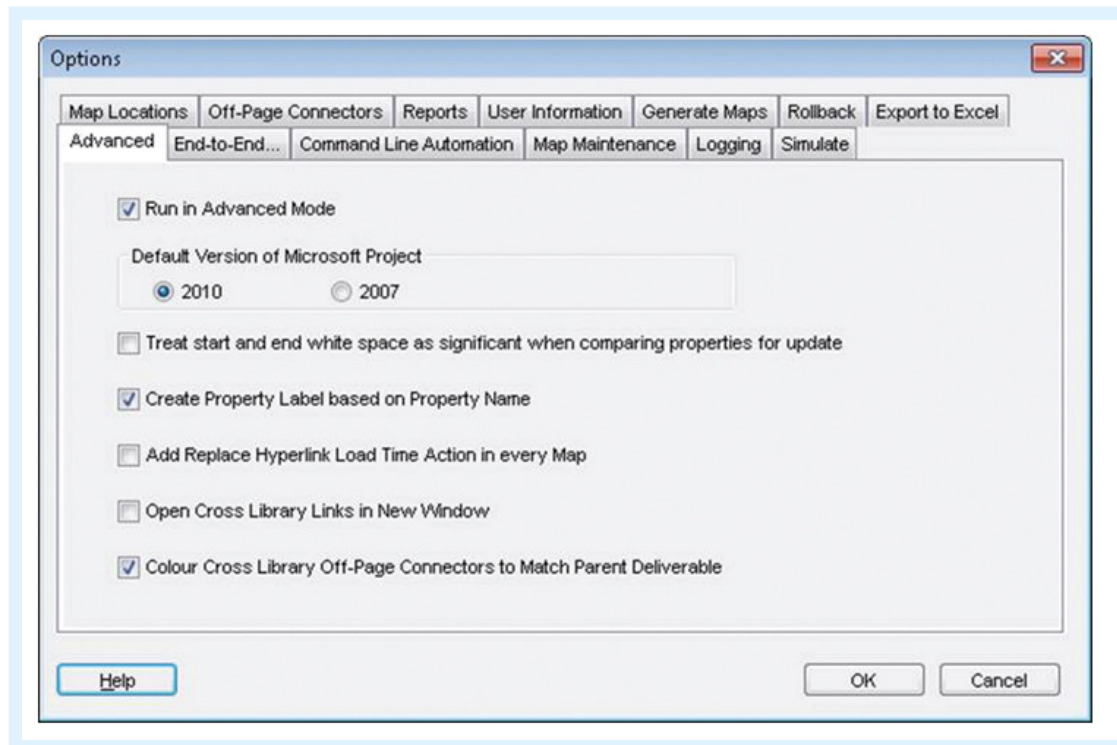 Options
Map Locations Off-Page Connectors Reports User Information Generate Maps Rollback Export to Excel
Advanced End-to-End... Command Line Automation Map Maintenance Logging Simulate
Run in Advanced Mode
Default Version of Microsoft Project
2010 2007
Treat start and end white space as significant when comparing properties for update
Create Property Label based on Property Name
Add Replace Hyperlink Load Time Action in every Map
Open Cross Library Links in New Window
Colour Cross Library Off-Page Connectors to Match Parent Deliverable
Help OK Cancel